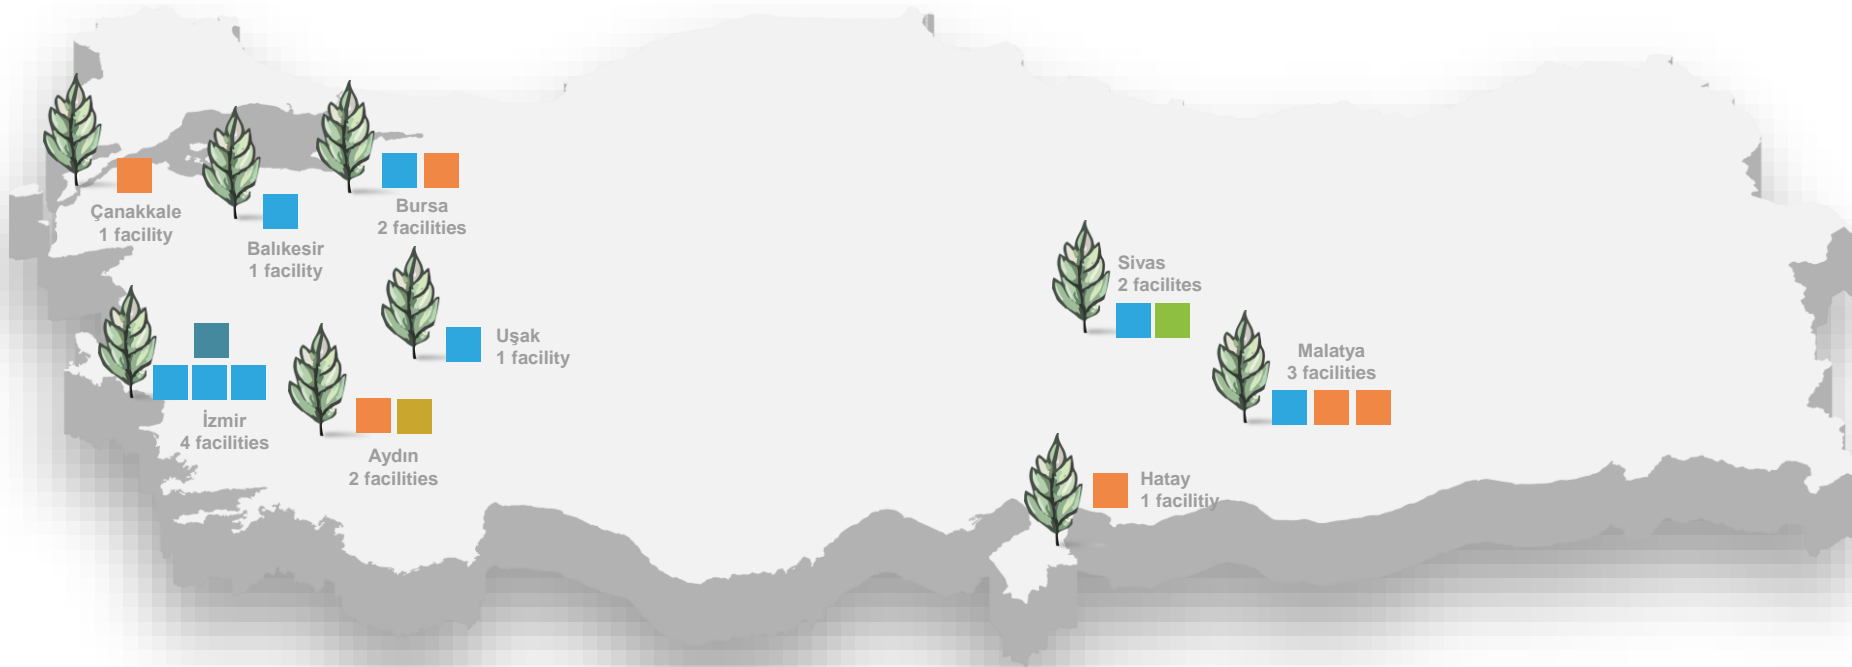 Çanakkale
1 facility
Balıkesir
1 facility
Bursa
2 facilities
Uşak
1 facility
İzmir
4 facilities
Aydın
2 facilities
Sivas
2 facilites
Malatya
3 facilities
Hatay
1 facilitiy